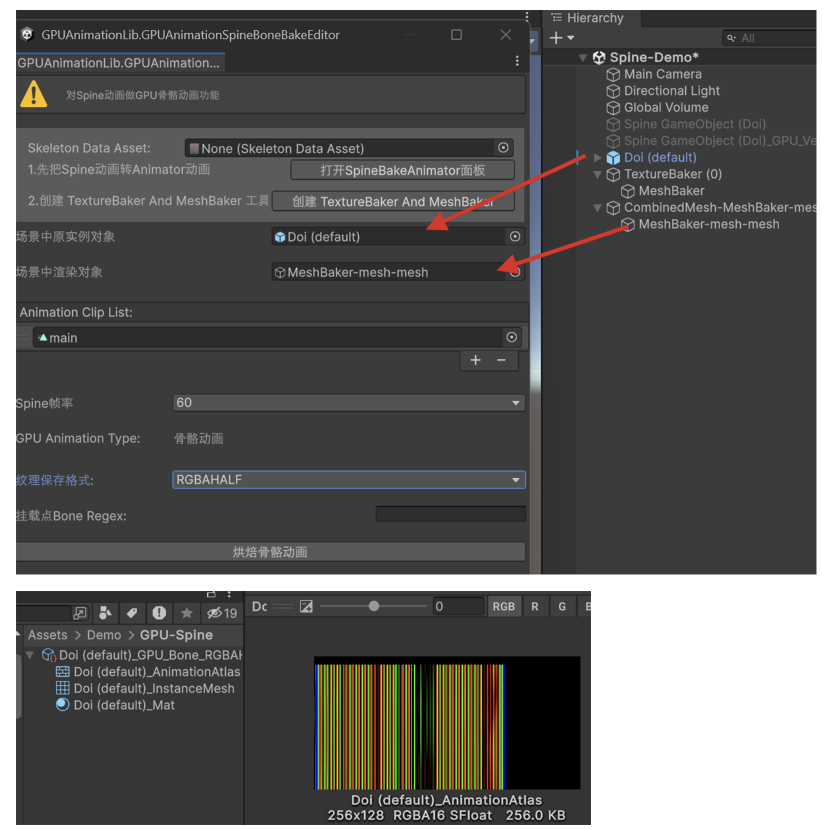 GPUAnimationLib.GPUAnimationSpineBoneBakeEditor
GPUAnimationLib.GPUAnimation...
对Spine动画做GPU骨骼动画功能
Skeleton Data Asset:
None (Skeleton Data Asset)
1.先把Spine动画转Animator动画
打开SpineBakeAnimator面板
2.创建 TextureBaker And MeshBaker 工具
创建 TextureBaker And MeshBaker
场景中原实例对象
Doi (default)
场景中渲染对象
MeshBaker-mesh-mesh
Animation Clip List:
main
+ −
Spine帧率
60
GPU Animation Type:
骨骼动画
纹理保存格式:
RGBAHALF
挂载点Bone Regex:
烘焙骨骼动画
Hierarchy
All
Spine-Demo*
Main Camera
Directional Light
Global Volume
Spine GameObject (Doi)
Spine GameObject (Doi)_GPU_Ve
Doi (default)
TextureBaker (0)
MeshBaker
CombinedMesh-MeshBaker-mes
MeshBaker-mesh-mesh
19
Assets > Demo > GPU-Spine
Doi (default)_GPU_Bone_RGBAH
Doi (default)_AnimationAtlas
Doi (default)_InstanceMesh
Doi (default)_Mat
0
RGB R G B
Doi (default)_AnimationAtlas
256x128 RGBA16 SFloat 256.0 KB